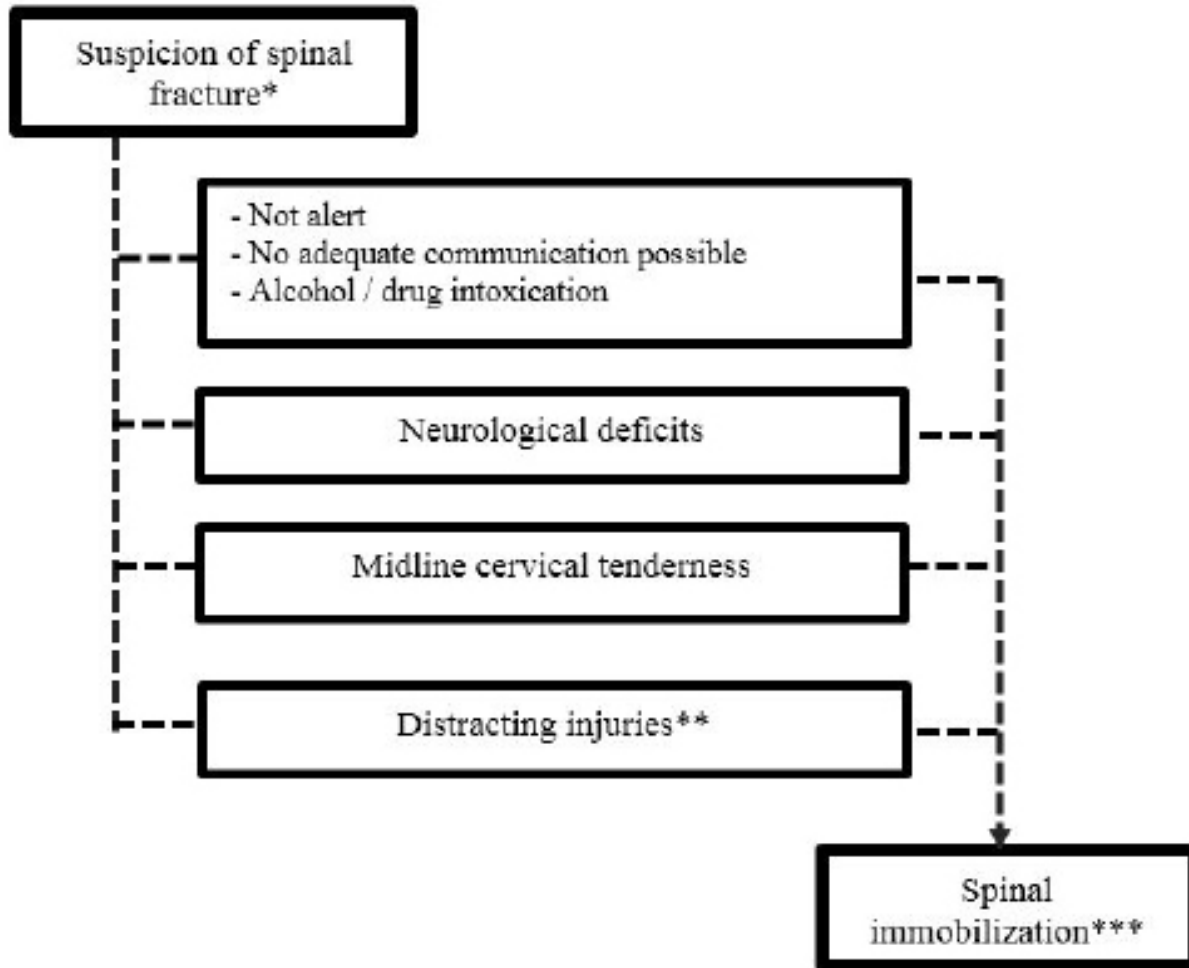 Suspicion of spinal
fracture*
- Not alert
- No adequate communication possible
- Alcohol / drug intoxication
Neurological deficits
Midline cervical tenderness
Distracting injuries**
Spinal
immobilization***